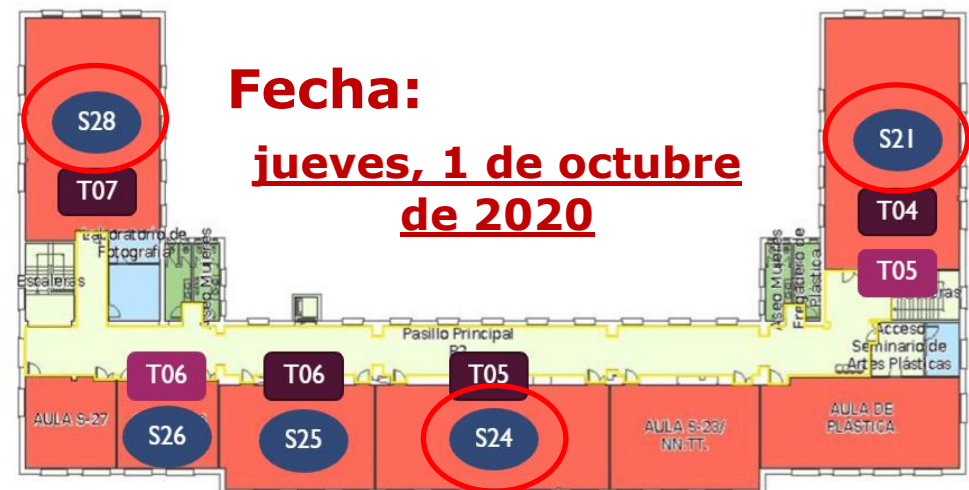 Fecha:
jueves, 1 de octubre
de 2020
S28
T07
S21
T04
T05
Laboratorio de
Fotografía
Escaleras
Aseo Mujeres
Aseo Mujeres
Fregadero de
Plástica
Pasillo Principal
P2
Acceso
Seminario de
Artes Plásticas
T06
T06
T05
AULA S-27
S26
S25
S24
AULA S-23/
NN.TT.
AULA DE
PLÁSTICA